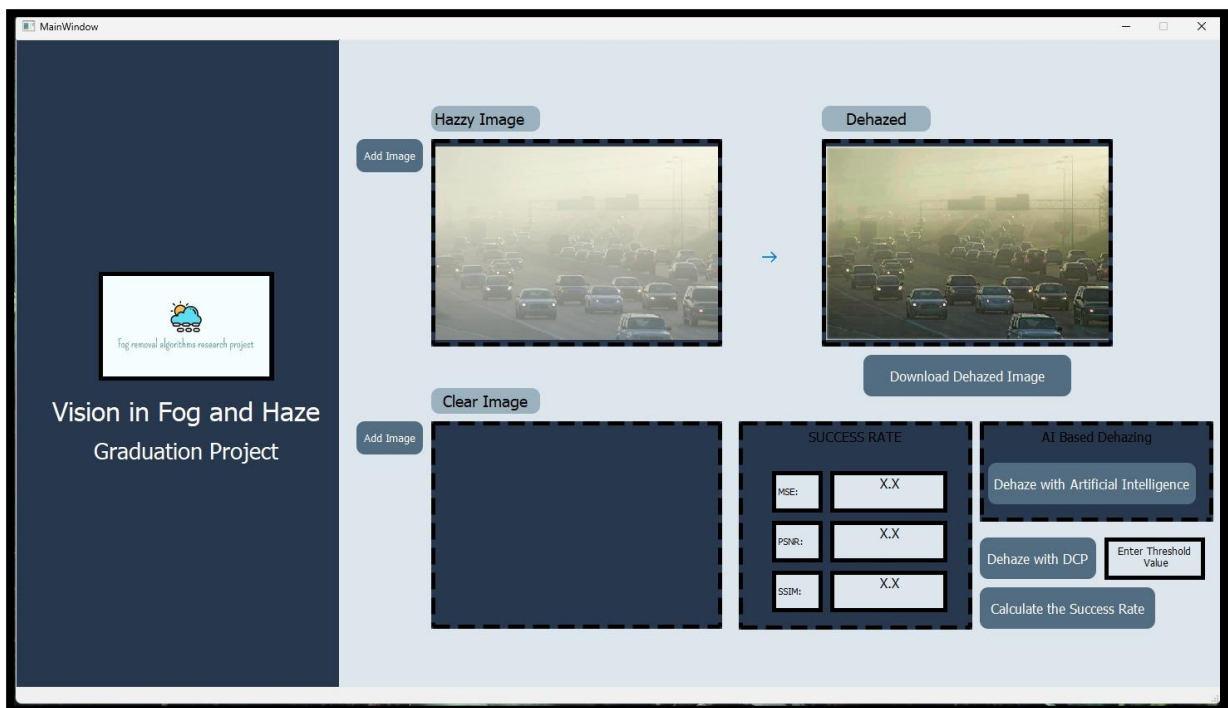 MainWindow
Hazzy Image
Dehazed
Add Image
Fog removal algorithms research project
Download Dehazed Image
Vision in Fog and Haze
Graduation Project
Clear Image
Add Image
SUCCESS RATE
MSE:
X.X
PSNR:
X.X
SSIM:
X.X
AI Based Dehazing
Dehaze with Artificial Intelligence
Dehaze with DCP
Enter Threshold
Value
Calculate the Success Rate